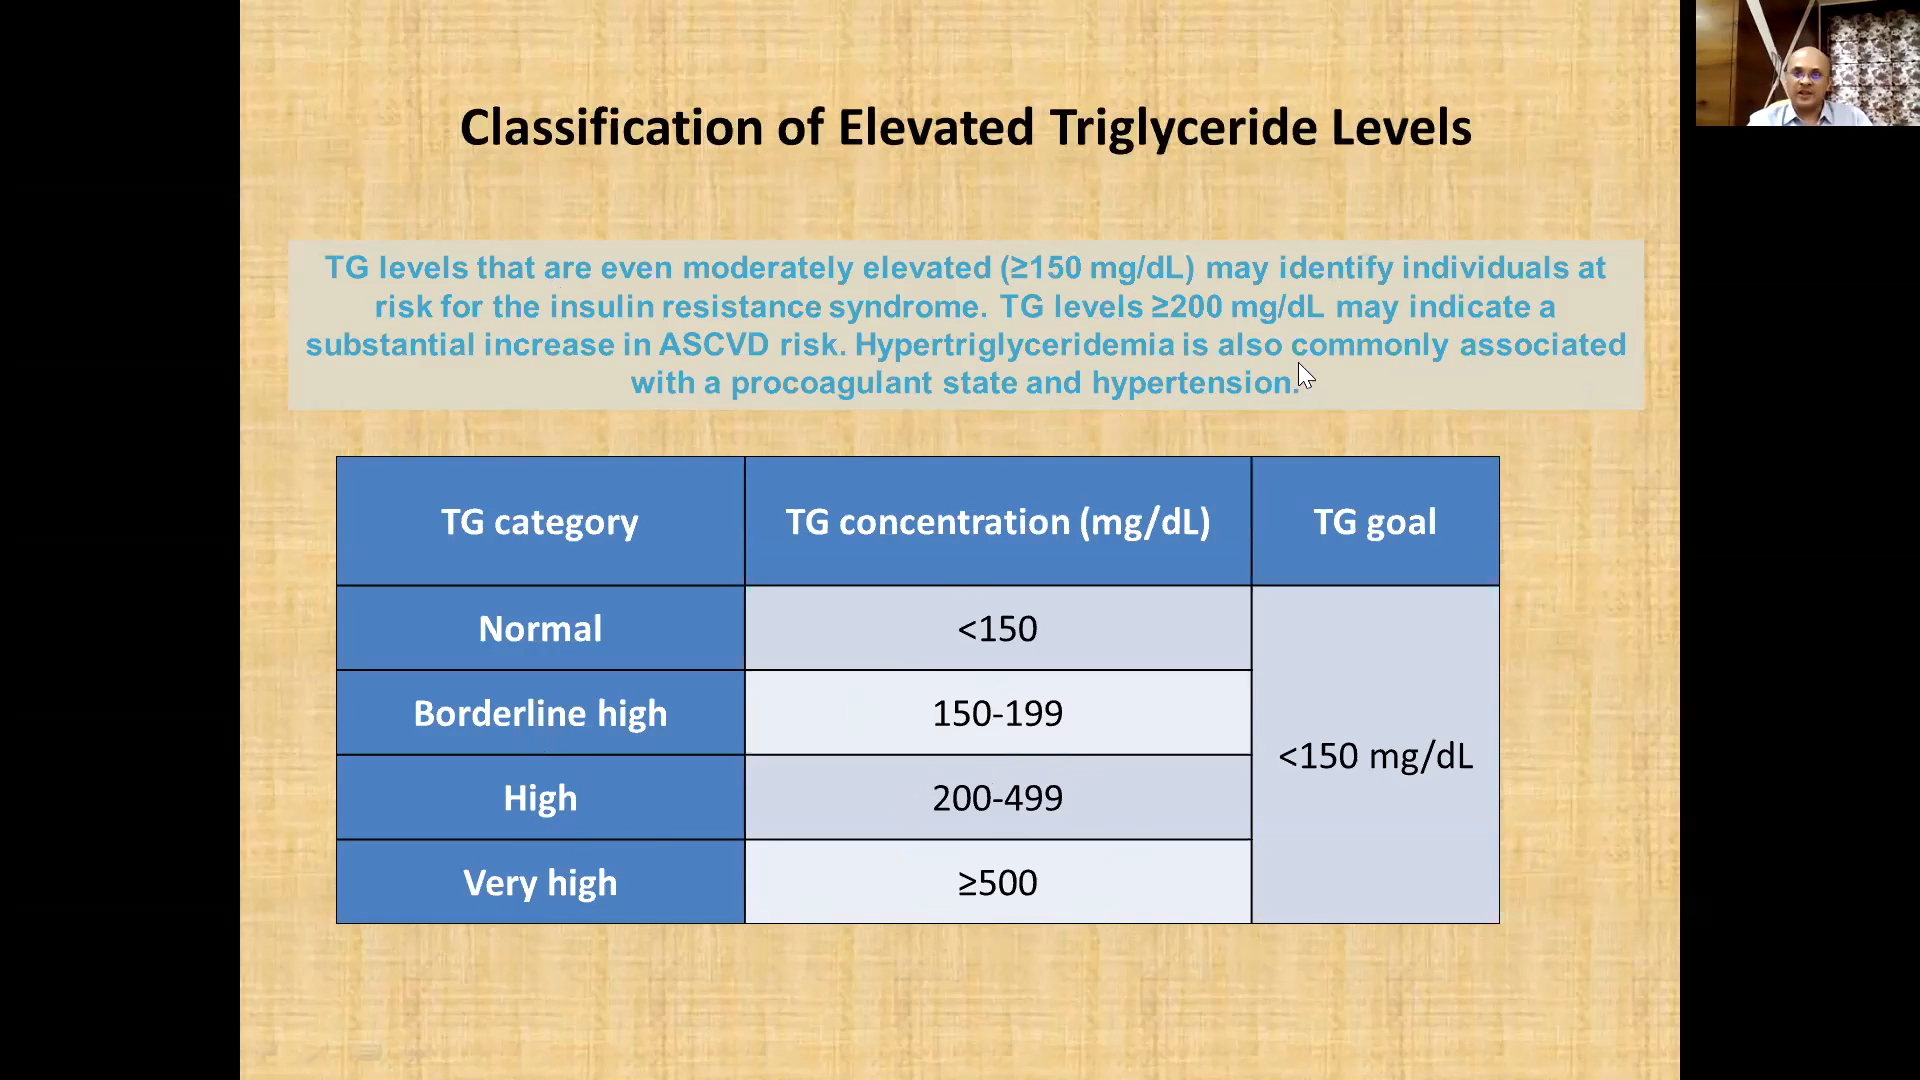 Classification of Elevated Triglyceride Levels
TG levels that are even moderately elevated (≥150 mg/dL) may identify individuals at
risk for the insulin resistance syndrome. TG levels ≥200 mg/dL may indicate a
substantial increase in ASCVD risk. Hypertriglyceridemia is also commonly associated
with a procoagulant state and hypertension.
TG category TG concentration (mg/dL) TG goal
Normal <150
Borderline high 150-199
<150 mg/dL
High 200-499
Very high ≥500